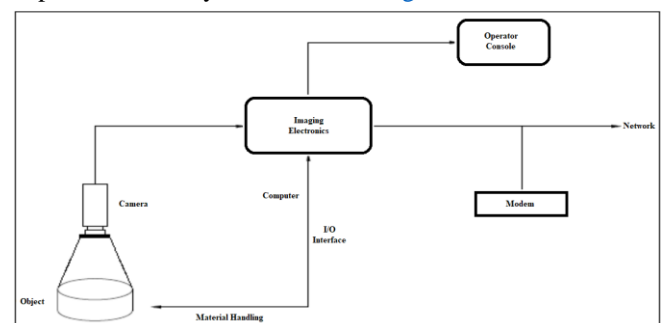 Operator
Console
Imaging
Electronics
Network
Computer
Camera
Modem
I/O
Interface
Object
Material Handling